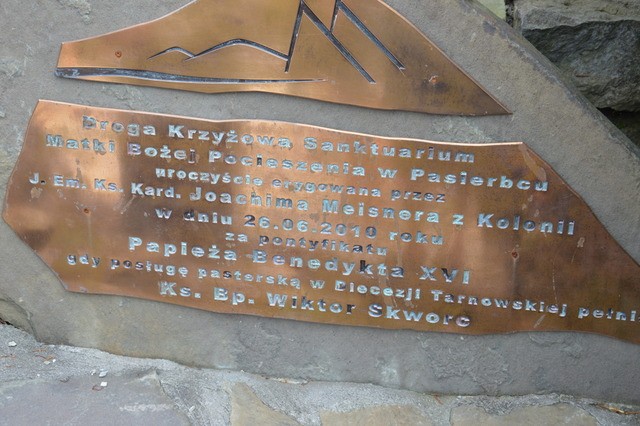 Droga Krzyżowa Sanktuarium
Matki Bożej Pocieszenia w Pasierbcu
uroczyście erygowana przez
J. Em. Ks. Kard. Joachima Meisnera z Kolonii
w dniu 26.06.2010 roku
za pontyfikatu
Papieża Benedykta XVI
gdy posługę pasterską w Diecezji Tarnowskiej pełni
Ks. Bp. Wiktor Skworc